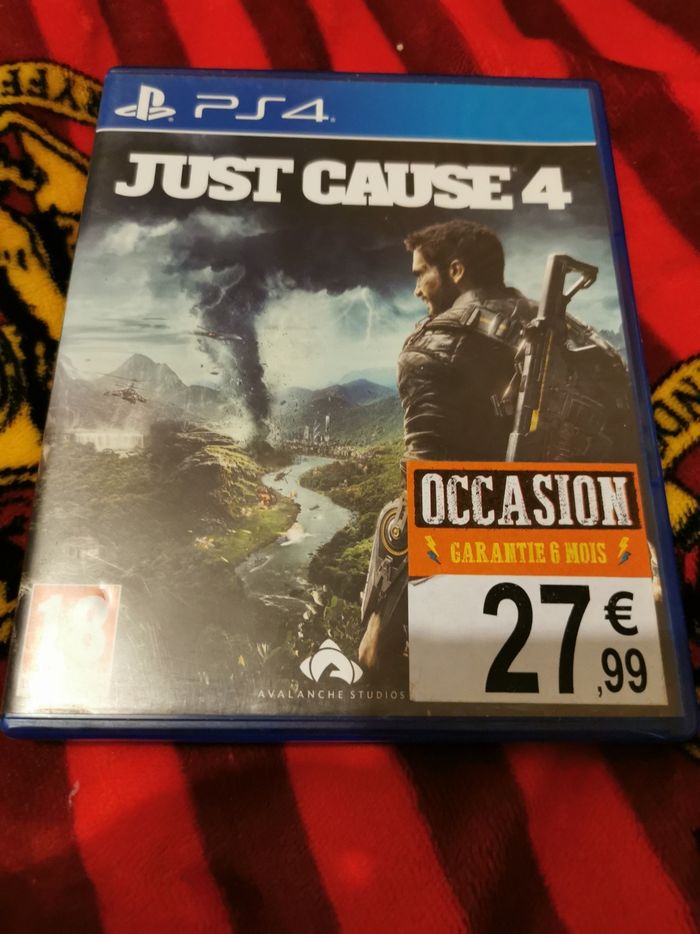 PS4
JUST CAUSE 4
OCCASION
GARANTIE 6 MOIS
27€,99
18
AVALANCHE STUDIOS